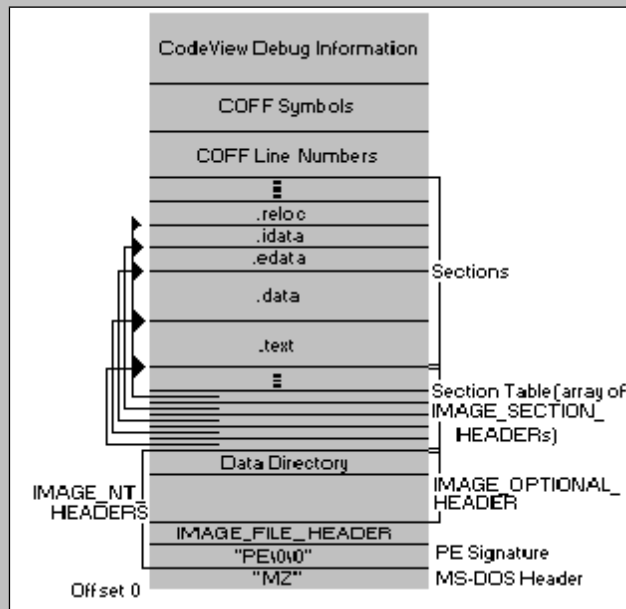 CodeView Debug Information
COFF Symbols
COFF Line Numbers
.reloc
.idata
.edata
.data
.text
Sections
Section Table (array of
IMAGE_SECTION_
HEADERs)
Data Directory
IMAGE_OPTIONAL_
HEADER
IMAGE_NT_
HEADERS
IMAGE_FILE_HEADER
"PE\0\0"
PE Signature
"MZ"
MS-DOS Header
Offset 0